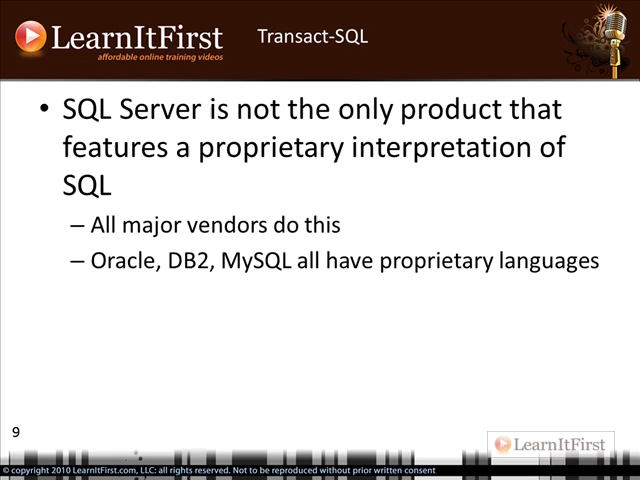 LearnItFirst
affordable online training videos
Transact-SQL
• SQL Server is not the only product that
features a proprietary interpretation of
SQL
– All major vendors do this
– Oracle, DB2, MySQL all have proprietary languages
9
LearnItFirst
© copyright 2010 LearnItFirst.com, LLC: all rights reserved. Not to be reproduced without prior written consent